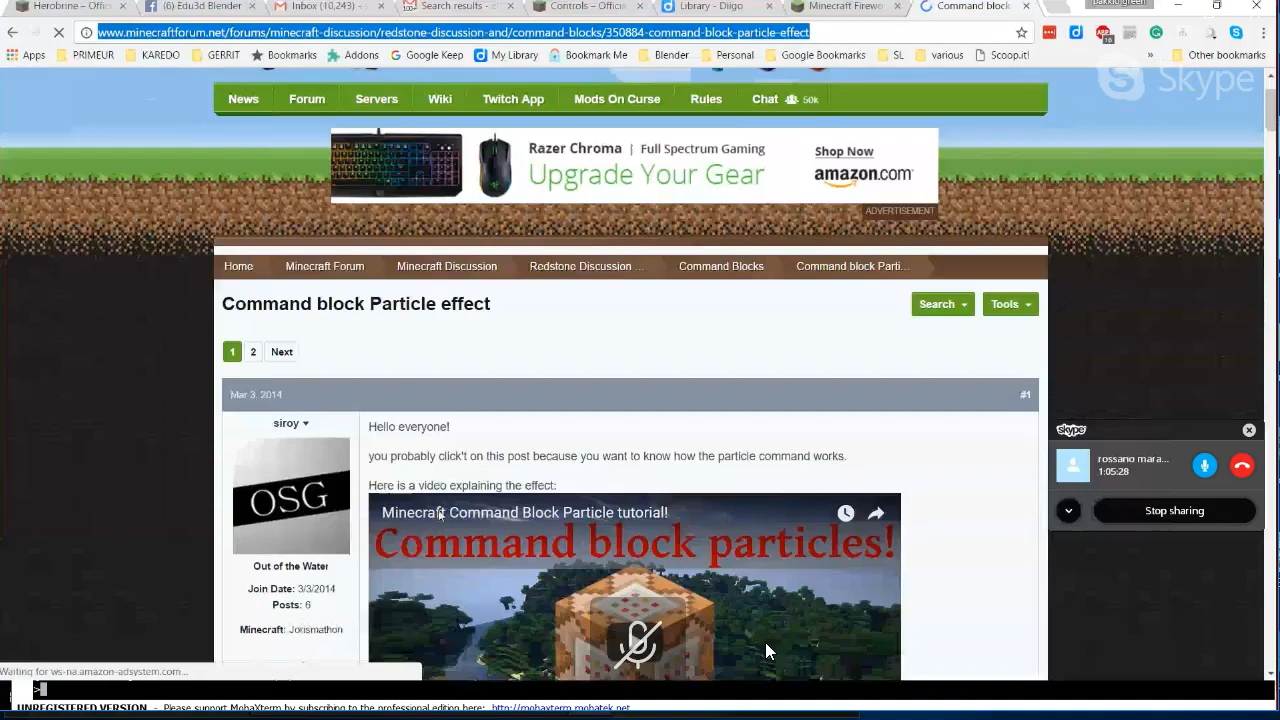 Herobrine – Offic
(6) Edu3d Blender
Inbox (10,243)
Search results
Controls – Officia
Library - Diigo
Minecraft Firewo
Command block
pakkio green
www.minecraftforum.net/forums/minecraft-discussion/redstone-discussion-and/command-blocks/350884-command-block-particle-effect
Apps
PRIMEUR
KAREDO
GERRIT
Bookmarks
Addons
Google Keep
My Library
Bookmark Me
Blender
Personal
Google Bookmarks
SL
various
Scoop.it!
»
Other bookmarks
Skype
News
Forum
Servers
Wiki
Twitch App
Mods On Curse
Rules
Chat
50k
Razer Chroma | Full Spectrum Gaming
Upgrade Your Gear
Shop Now
amazon.com
ADVERTISEMENT
Home
Minecraft Forum
Minecraft Discussion
Redstone Discussion ...
Command Blocks
Command block Parti...
Command block Particle effect
Search
Tools
1
2
Next
Mar 3, 2014
#1
siroy
OSG
Out of the Water
Join Date: 3/3/2014
Posts: 6
Minecraft: Jorismathon
Hello everyone!
you probably click't on this post because you want to know how the particle command works.
Here is a video explaining the effect:
Minecraft Command Block Particle tutorial!
Command block particles!
skype
rossano mara...
1:05:28
Stop sharing
Waiting for ws-na.amazon-adsystem.com...
>
UNREGISTERED VERSION - Please support MobaXterm by subscribing to the professional edition here: http://mobaxterm.mobatek.net